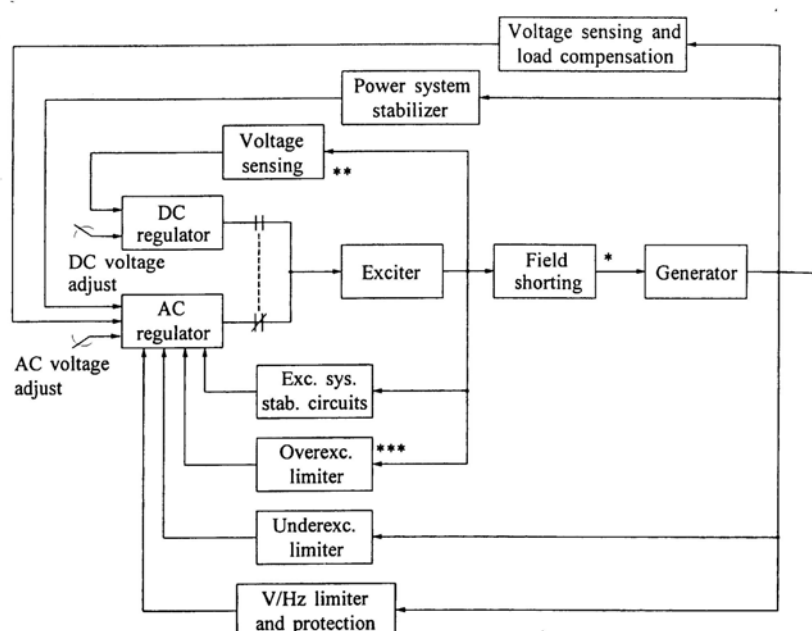 Voltage sensing and
load compensation
Power system
stabilizer
Voltage
sensing
**
DC
regulator
DC voltage
adjust
Exciter
Field
shorting
*
Generator
AC
regulator
AC voltage
adjust
Exc. sys.
stab. circuits
Overexc.
limiter
***
Underexc.
limiter
V/Hz limiter
and protection